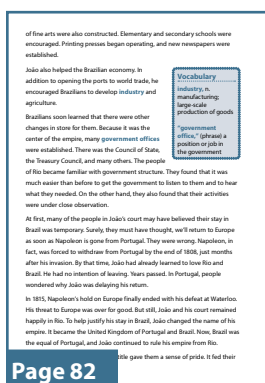 of fine arts were also constructed. Elementary and secondary schools were
encouraged. Printing presses began operating, and new newspapers were
established.
João also helped the Brazilian economy. In
addition to opening the ports to world trade, he
encouraged Brazilians to develop industry and
agriculture.
Vocabulary
industry, n.
manufacturing;
large-scale
production of goods
"government
office," (phrase) a
position or job in
the government
Brazilians soon learned that there were other
changes in store for them. Because it was the
center of the empire, many government offices
were established. There was the Council of State,
the Treasury Council, and many others. The people
of Rio became familiar with government structure. They found that it was
much easier than before to get the government to listen to them and to hear
what they needed. On the other hand, they also found that their activities
were under close observation.
At first, many of the people in João's court may have believed their stay in
Brazil was temporary. Surely, they must have thought, we'll return to Europe
as soon as Napoleon is gone from Portugal. They were wrong. Napoleon, in
fact, was forced to withdraw from Portugal by the end of 1808, just months
after his invasion. By that time, João had already learned to love Rio and
Brazil. He had no intention of leaving. Years passed. In Portugal, people
wondered why João was delaying his return.
In 1815, Napoleon's hold on Europe finally ended with his defeat at Waterloo.
His threat to Europe was over for good. But still, João and his court remained
happily in Rio. To help justify his stay in Brazil, João changed the name of his
empire. It became the United Kingdom of Portugal and Brazil. Now, Brazil was
the equal of Portugal, and João continued to rule his empire from Rio.
title gave them a sense of pride. It fed their
Page 82